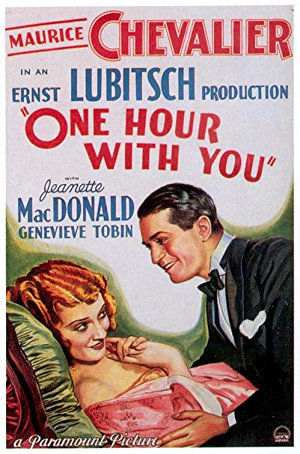 MAURICE CHEVALIER
IN AN
ERNST LUBITSCH PRODUCTION
"ONE HOUR
WITH YOU"
WITH
Jeanette
MacDONALD
GENEVIEVE TOBIN
a Paramount Picture